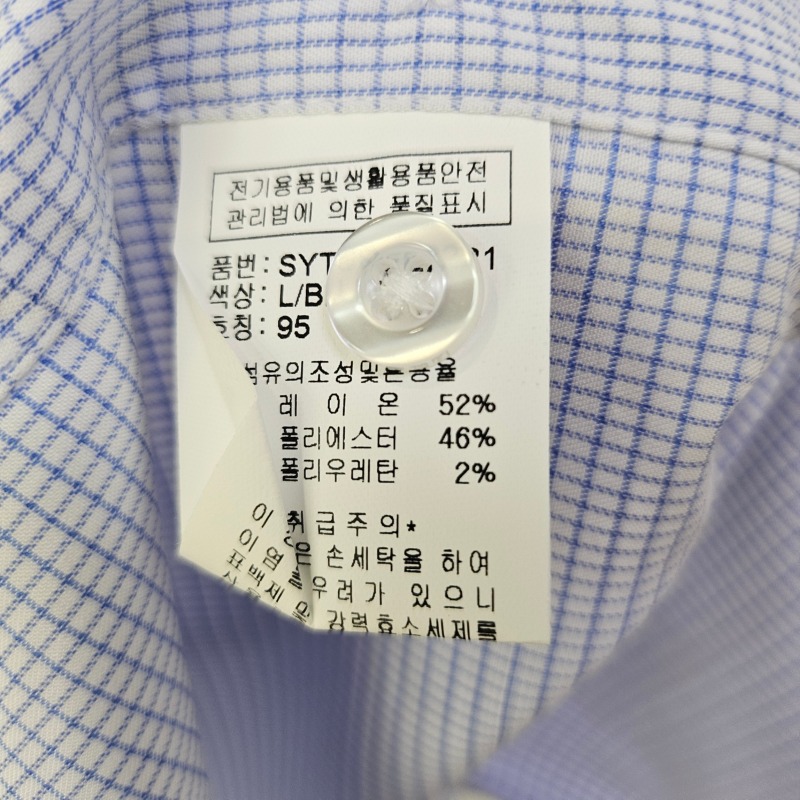 전기용품및생활용품안전
관리법에 의한 품질표시
품번: SYT
색상: L/B
호칭: 95
섬유의조성및혼용율
레이온 52%
폴리에스터 46%
폴리우레탄 2%
취급주의*
손세탁을 하여
우려가 있으니
표백제 및 강력효소세제를